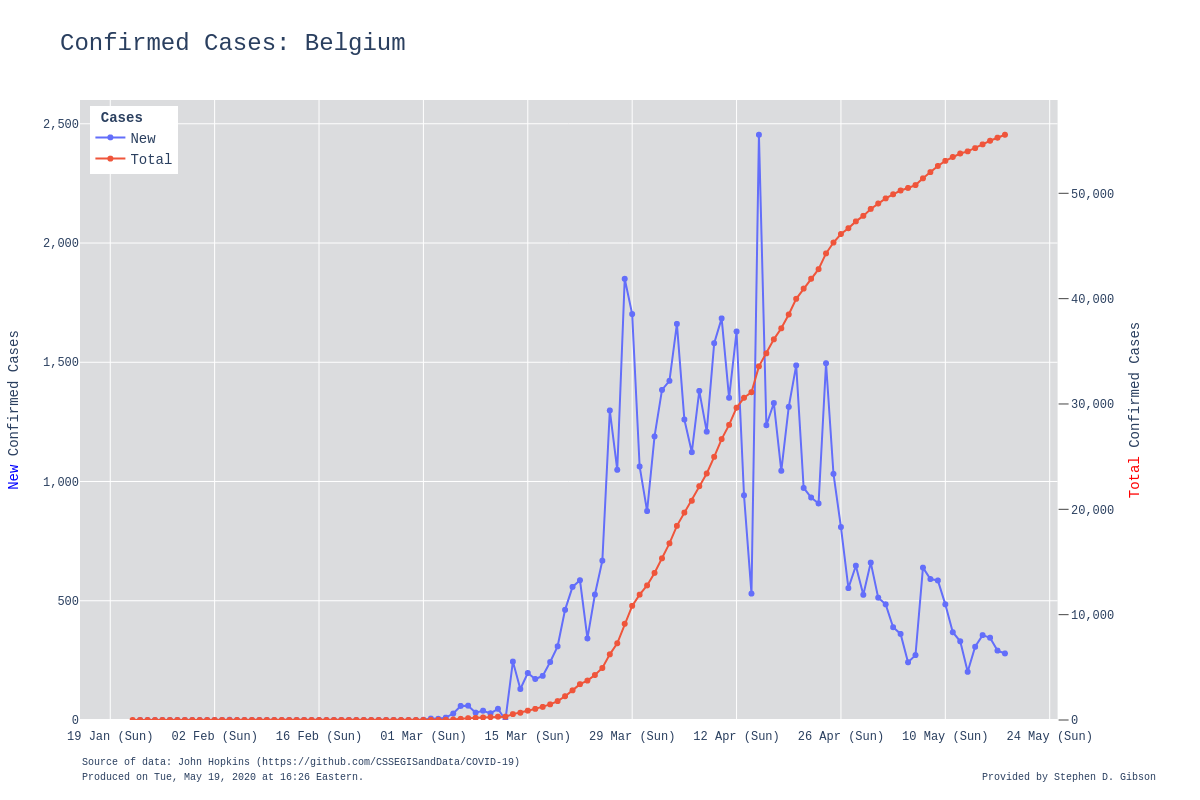 Confirmed Cases: Belgium
Cases
New
Total
2,500
2,000
1,500
1,000
500
0
New Confirmed Cases
50,000
40,000
30,000
20,000
10,000
0
Total Confirmed Cases
19 Jan (Sun) 02 Feb (Sun) 16 Feb (Sun) 01 Mar (Sun) 15 Mar (Sun) 29 Mar (Sun) 12 Apr (Sun) 26 Apr (Sun) 10 May (Sun) 24 May (Sun)
Source of data: John Hopkins (https://github.com/CSSEGISandData/COVID-19)
Produced on Tue, May 19, 2020 at 16:26 Eastern.
Provided by Stephen D. Gibson